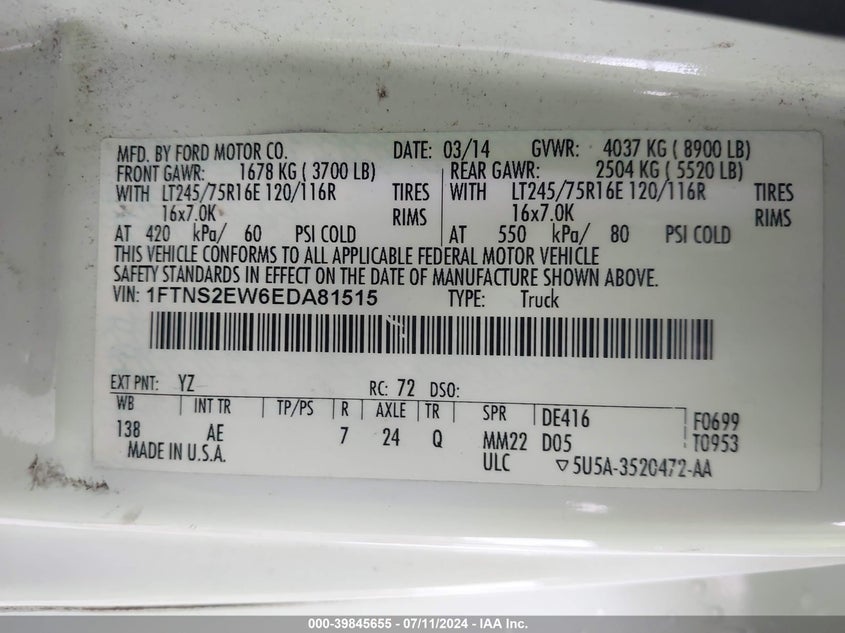 MFD. BY FORD MOTOR CO. DATE: 03/14 GVWR: 4037 KG ( 8900 LB)
FRONT GAWR: 1678 KG ( 3700 LB) REAR GAWR: 2504 KG ( 5520 LB)
WITH LT245/75R16E 120/116R TIRES WITH LT245/75R16E 120/116R TIRES
16x7.0K RIMS 16x7.0K RIMS
AT 420 kPa/ 60 PSI COLD AT 550 kPa/ 80 PSI COLD
THIS VEHICLE CONFORMS TO ALL APPLICABLE FEDERAL MOTOR VEHICLE
SAFETY STANDARDS IN EFFECT ON THE DATE OF MANUFACTURE SHOWN ABOVE.
VIN: 1FTNS2EW6EDA81515 TYPE: Truck
EXT PNT: YZ RC: 72 DSO:
WB INT TR TP/PS R AXLE TR SPR DE416 F0699
138 AE 7 24 Q MM22 D05 T0953
MADE IN U.S.A. ULC ▽5U5A-3520472-AA
000-39845655 - 07/11/2024 - IAA Inc.